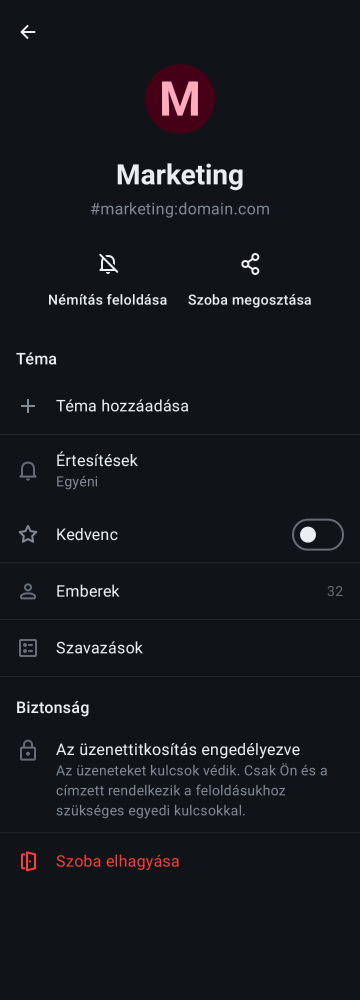 M
Marketing
#marketing:domain.com
Némítás feloldása
Szoba megosztása
Téma
Téma hozzáadása
Értesítések
Egyéni
Kedvenc
Emberek
32
Szavazások
Biztonság
Az üzenettitkosítás engedélyezve
Az üzeneteket kulcsok védik. Csak Ön és a
címzett rendelkezik a feloldásukhoz
szükséges egyedi kulcsokkal.
Szoba elhagyása